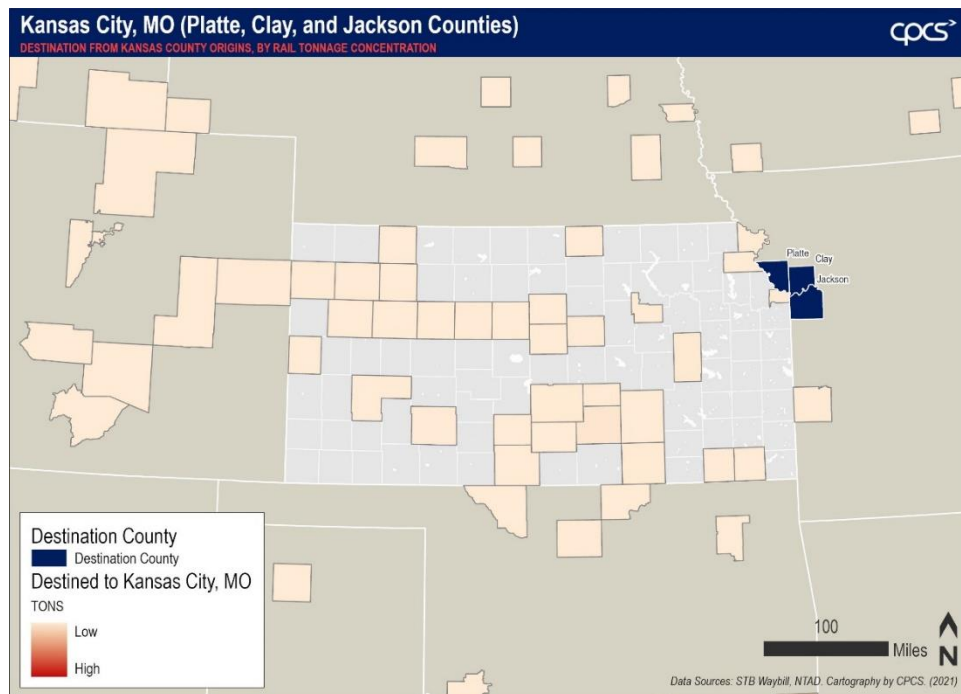 Kansas City, MO (Platte, Clay, and Jackson Counties)
DESTINATION FROM KANSAS COUNTY ORIGINS, BY RAIL TONNAGE CONCENTRATION
cpcs
Platte
Clay
Jackson
Destination County
Destination County
Destined to Kansas City, MO
TONS
Low
High
100
Miles
N
Data Sources: STB Waybill, NTAD. Cartography by CPCS. (2021)